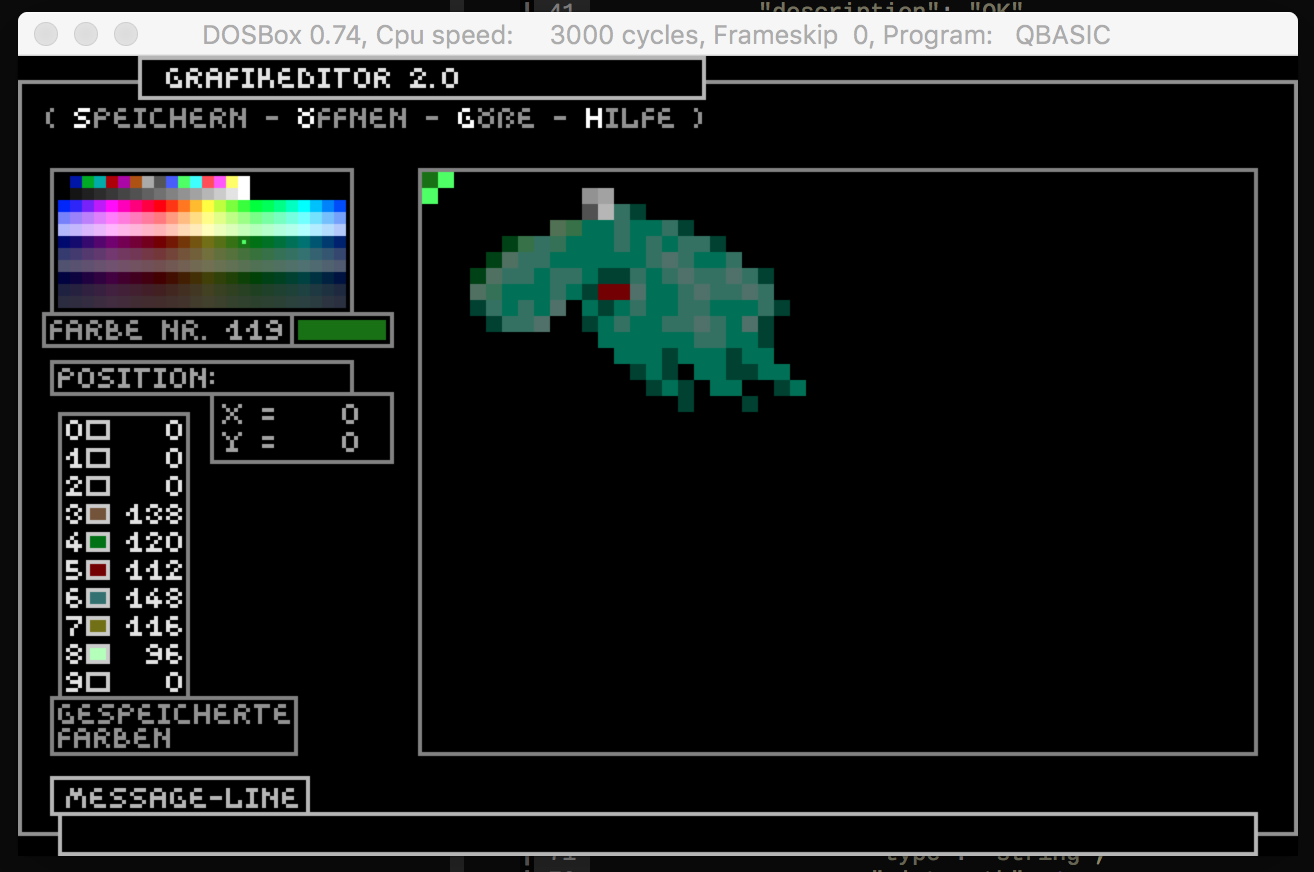 "description": "OK"
DOSBox 0.74, Cpu speed: 3000 cycles, Frameskip 0, Program: QBASIC
GRAFIKEDITOR 2.0
( SPEICHERN - ÖFFNEN - GÖßE - HILFE )
FARBE NR. 119
POSITION:
X = 0
Y = 0
0 0
1 0
2 0
3 138
4 120
5 112
6 148
7 116
8 96
9 0
GESPEICHERTE
FARBEN
MESSAGE-LINE